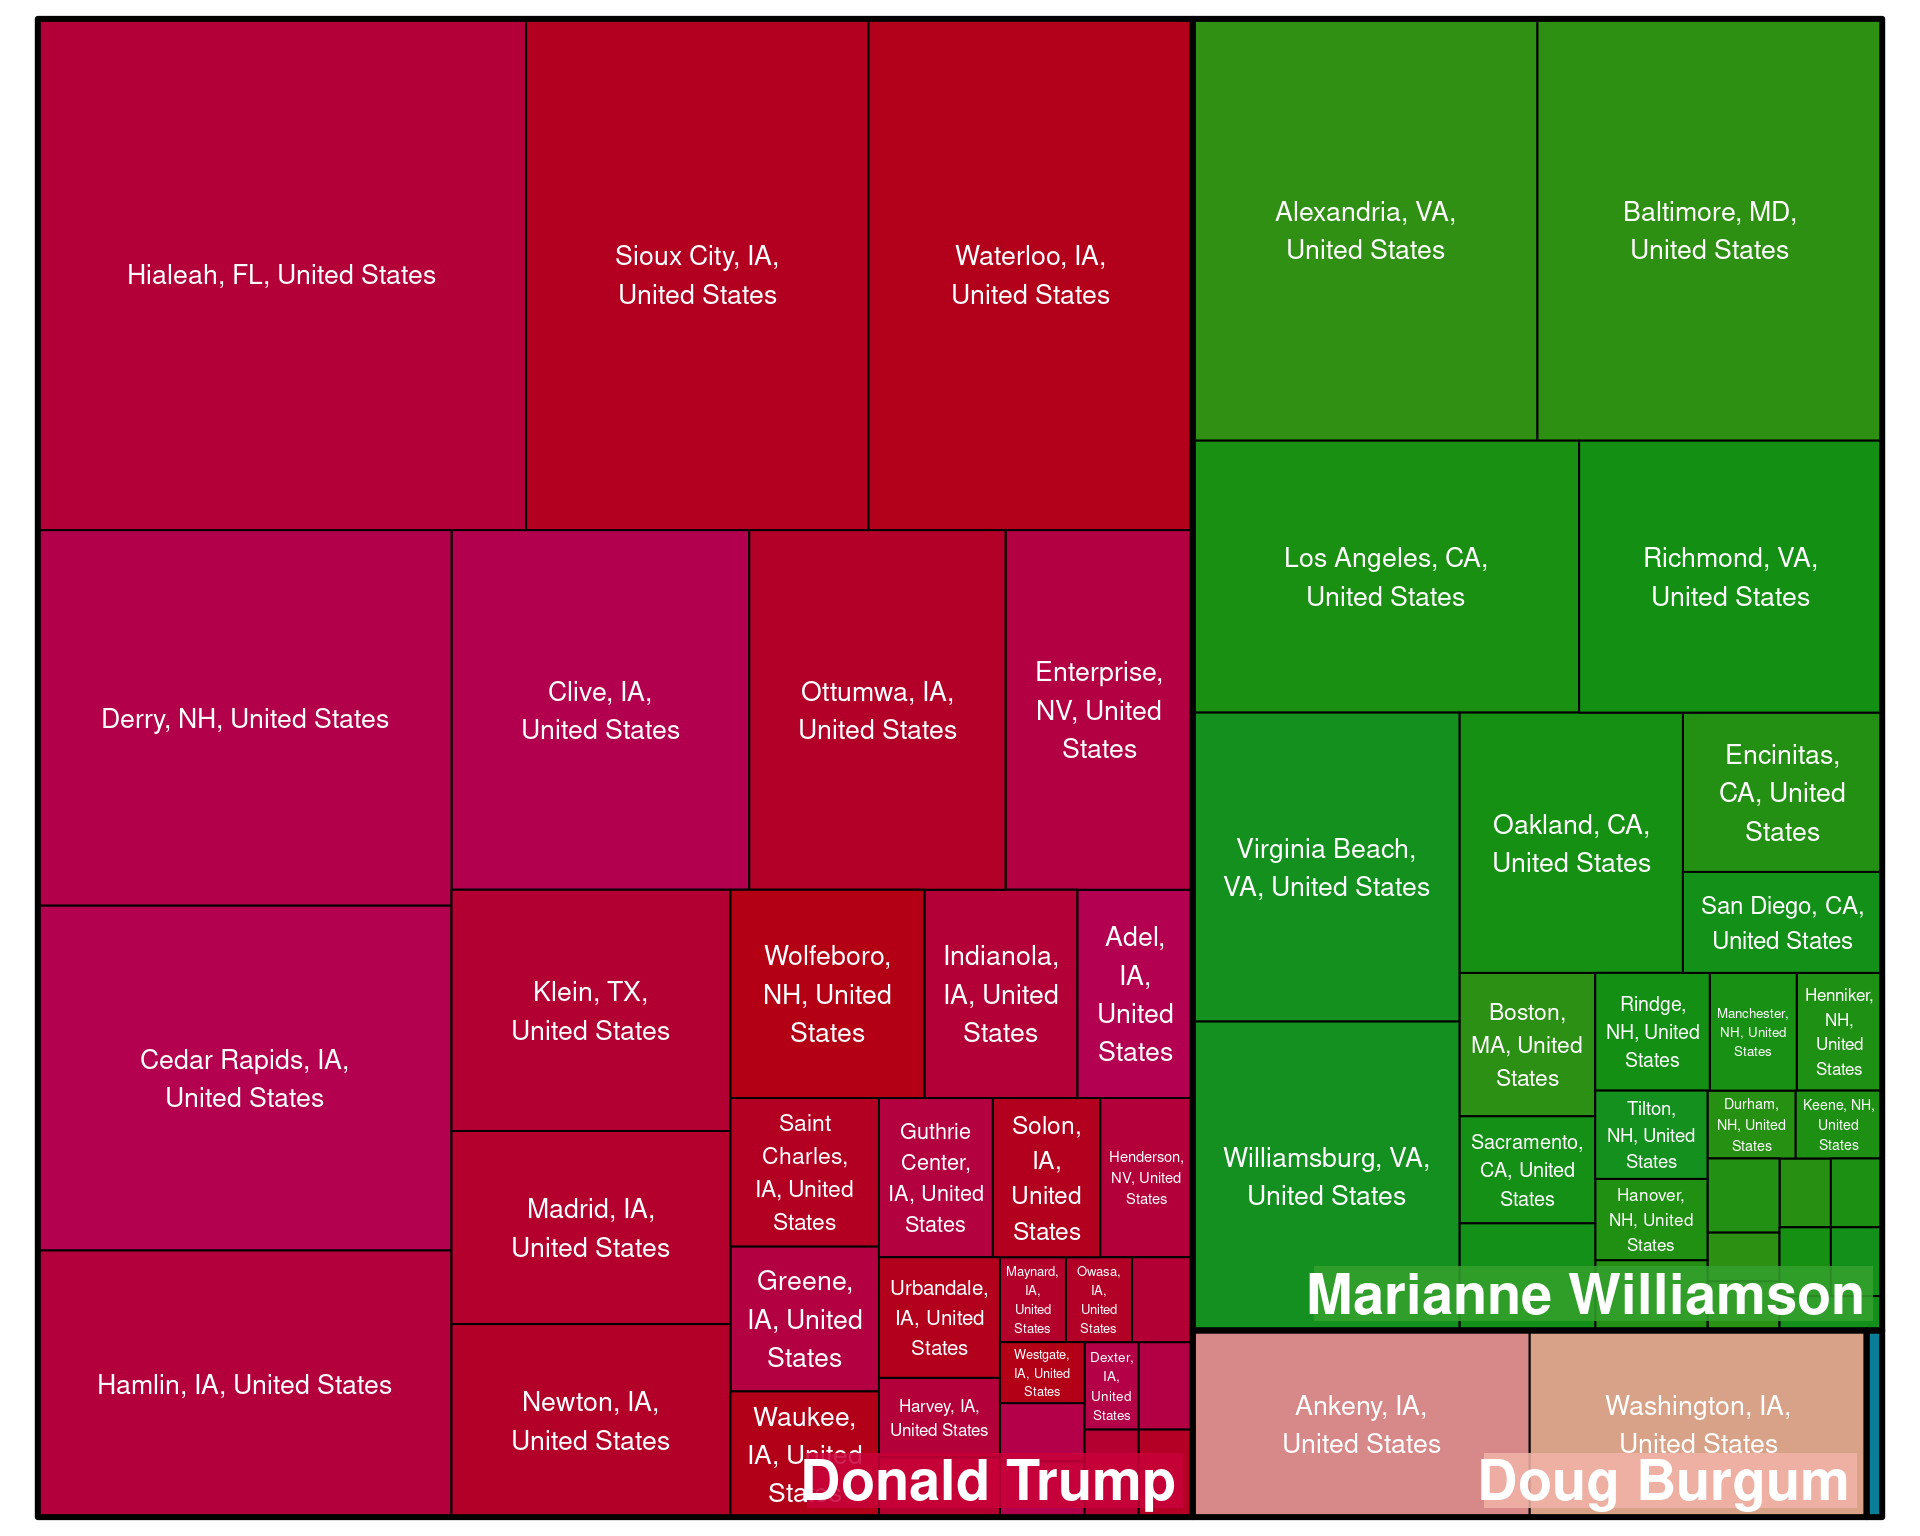 Hialeah, FL, United States
Sioux City, IA,
United States
Waterloo, IA,
United States
Derry, NH, United States
Clive, IA,
United States
Ottumwa, IA,
United States
Enterprise,
NV, United
States
Cedar Rapids, IA,
United States
Hamlin, IA, United States
Klein, TX,
United States
Madrid, IA,
United States
Newton, IA,
United States
Wolfeboro,
NH, United
States
Indianola,
IA, United
States
Adel,
IA,
United
States
Saint
Charles,
IA, United
States
Greene,
IA, United
States
Waukee,
IA, United
States
Guthrie
Center,
IA, United
States
Solon,
IA,
United
States
Henderson,
NV, United
States
Urbandale,
IA, United
States
Harvey, IA,
United States
Maynard,
IA,
United
States
Owasa,
IA,
United
States
Westgate,
IA, United
States
Dexter,
IA,
United
States
Donald Trump
Alexandria, VA,
United States
Baltimore, MD,
United States
Los Angeles, CA,
United States
Richmond, VA,
United States
Virginia Beach,
VA, United States
Williamsburg, VA,
United States
Oakland, CA,
United States
Encinitas,
CA, United
States
San Diego, CA,
United States
Boston,
MA, United
States
Sacramento,
CA, United
States
Rindge,
NH, United
States
Manchester,
NH, United
States
Henniker,
NH,
United
States
Tilton,
NH, United
States
Hanover,
NH, United
States
Durham,
NH, United
States
Keene, NH,
United
States
Marianne Williamson
Ankeny, IA,
United States
Washington, IA,
United States
Doug Burgum